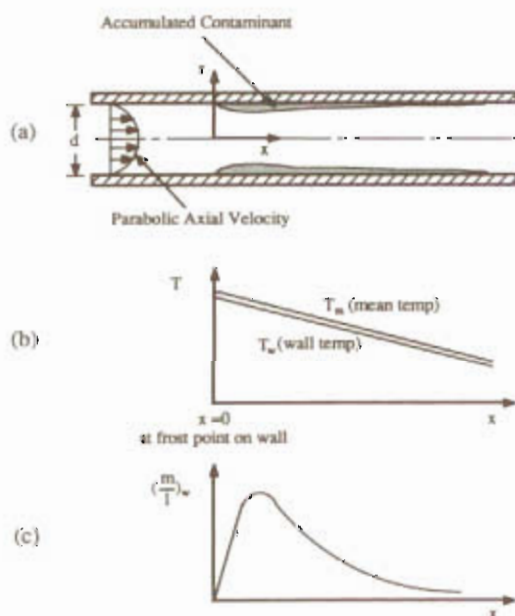 Accumulated Contaminant
r
(a)
d
x
Parabolic Axial Velocity
T
T_m (mean temp)
(b)
T_w (wall temp)
x =0
x
at frost point on wall
(m/l)_w
(c)
x